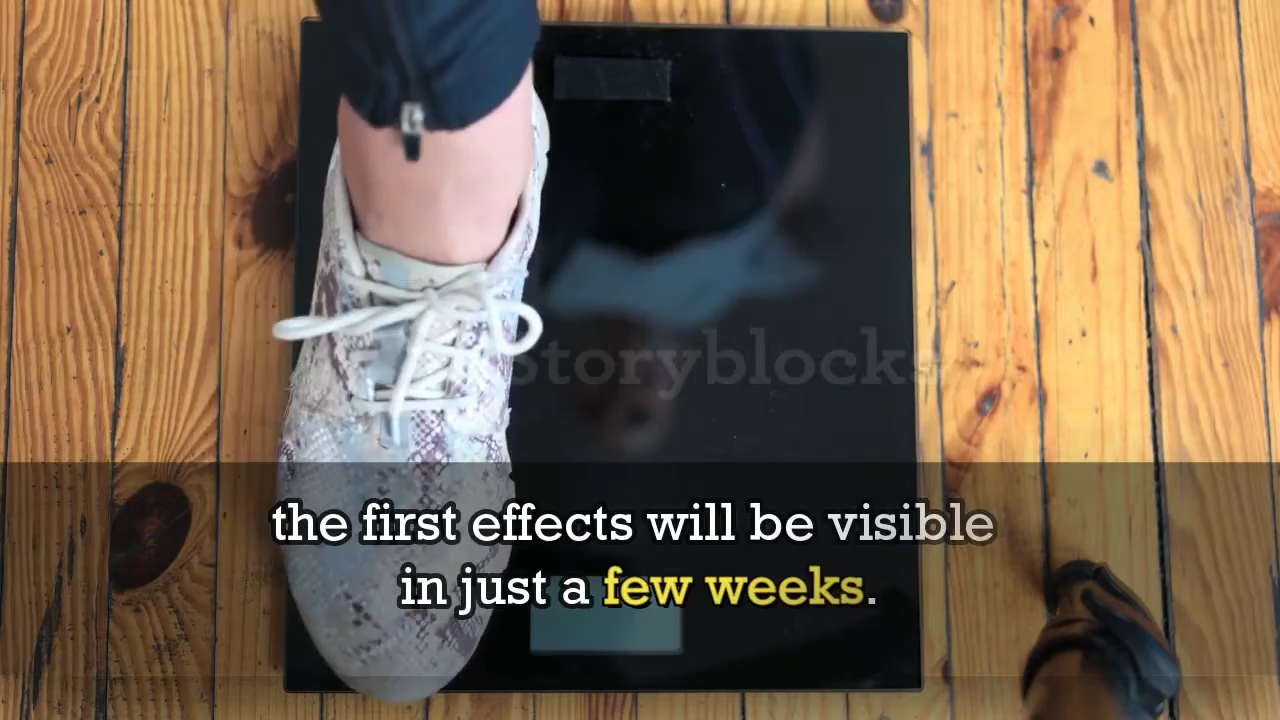 Storyblocks
the first effects will be visible
in just a few weeks.